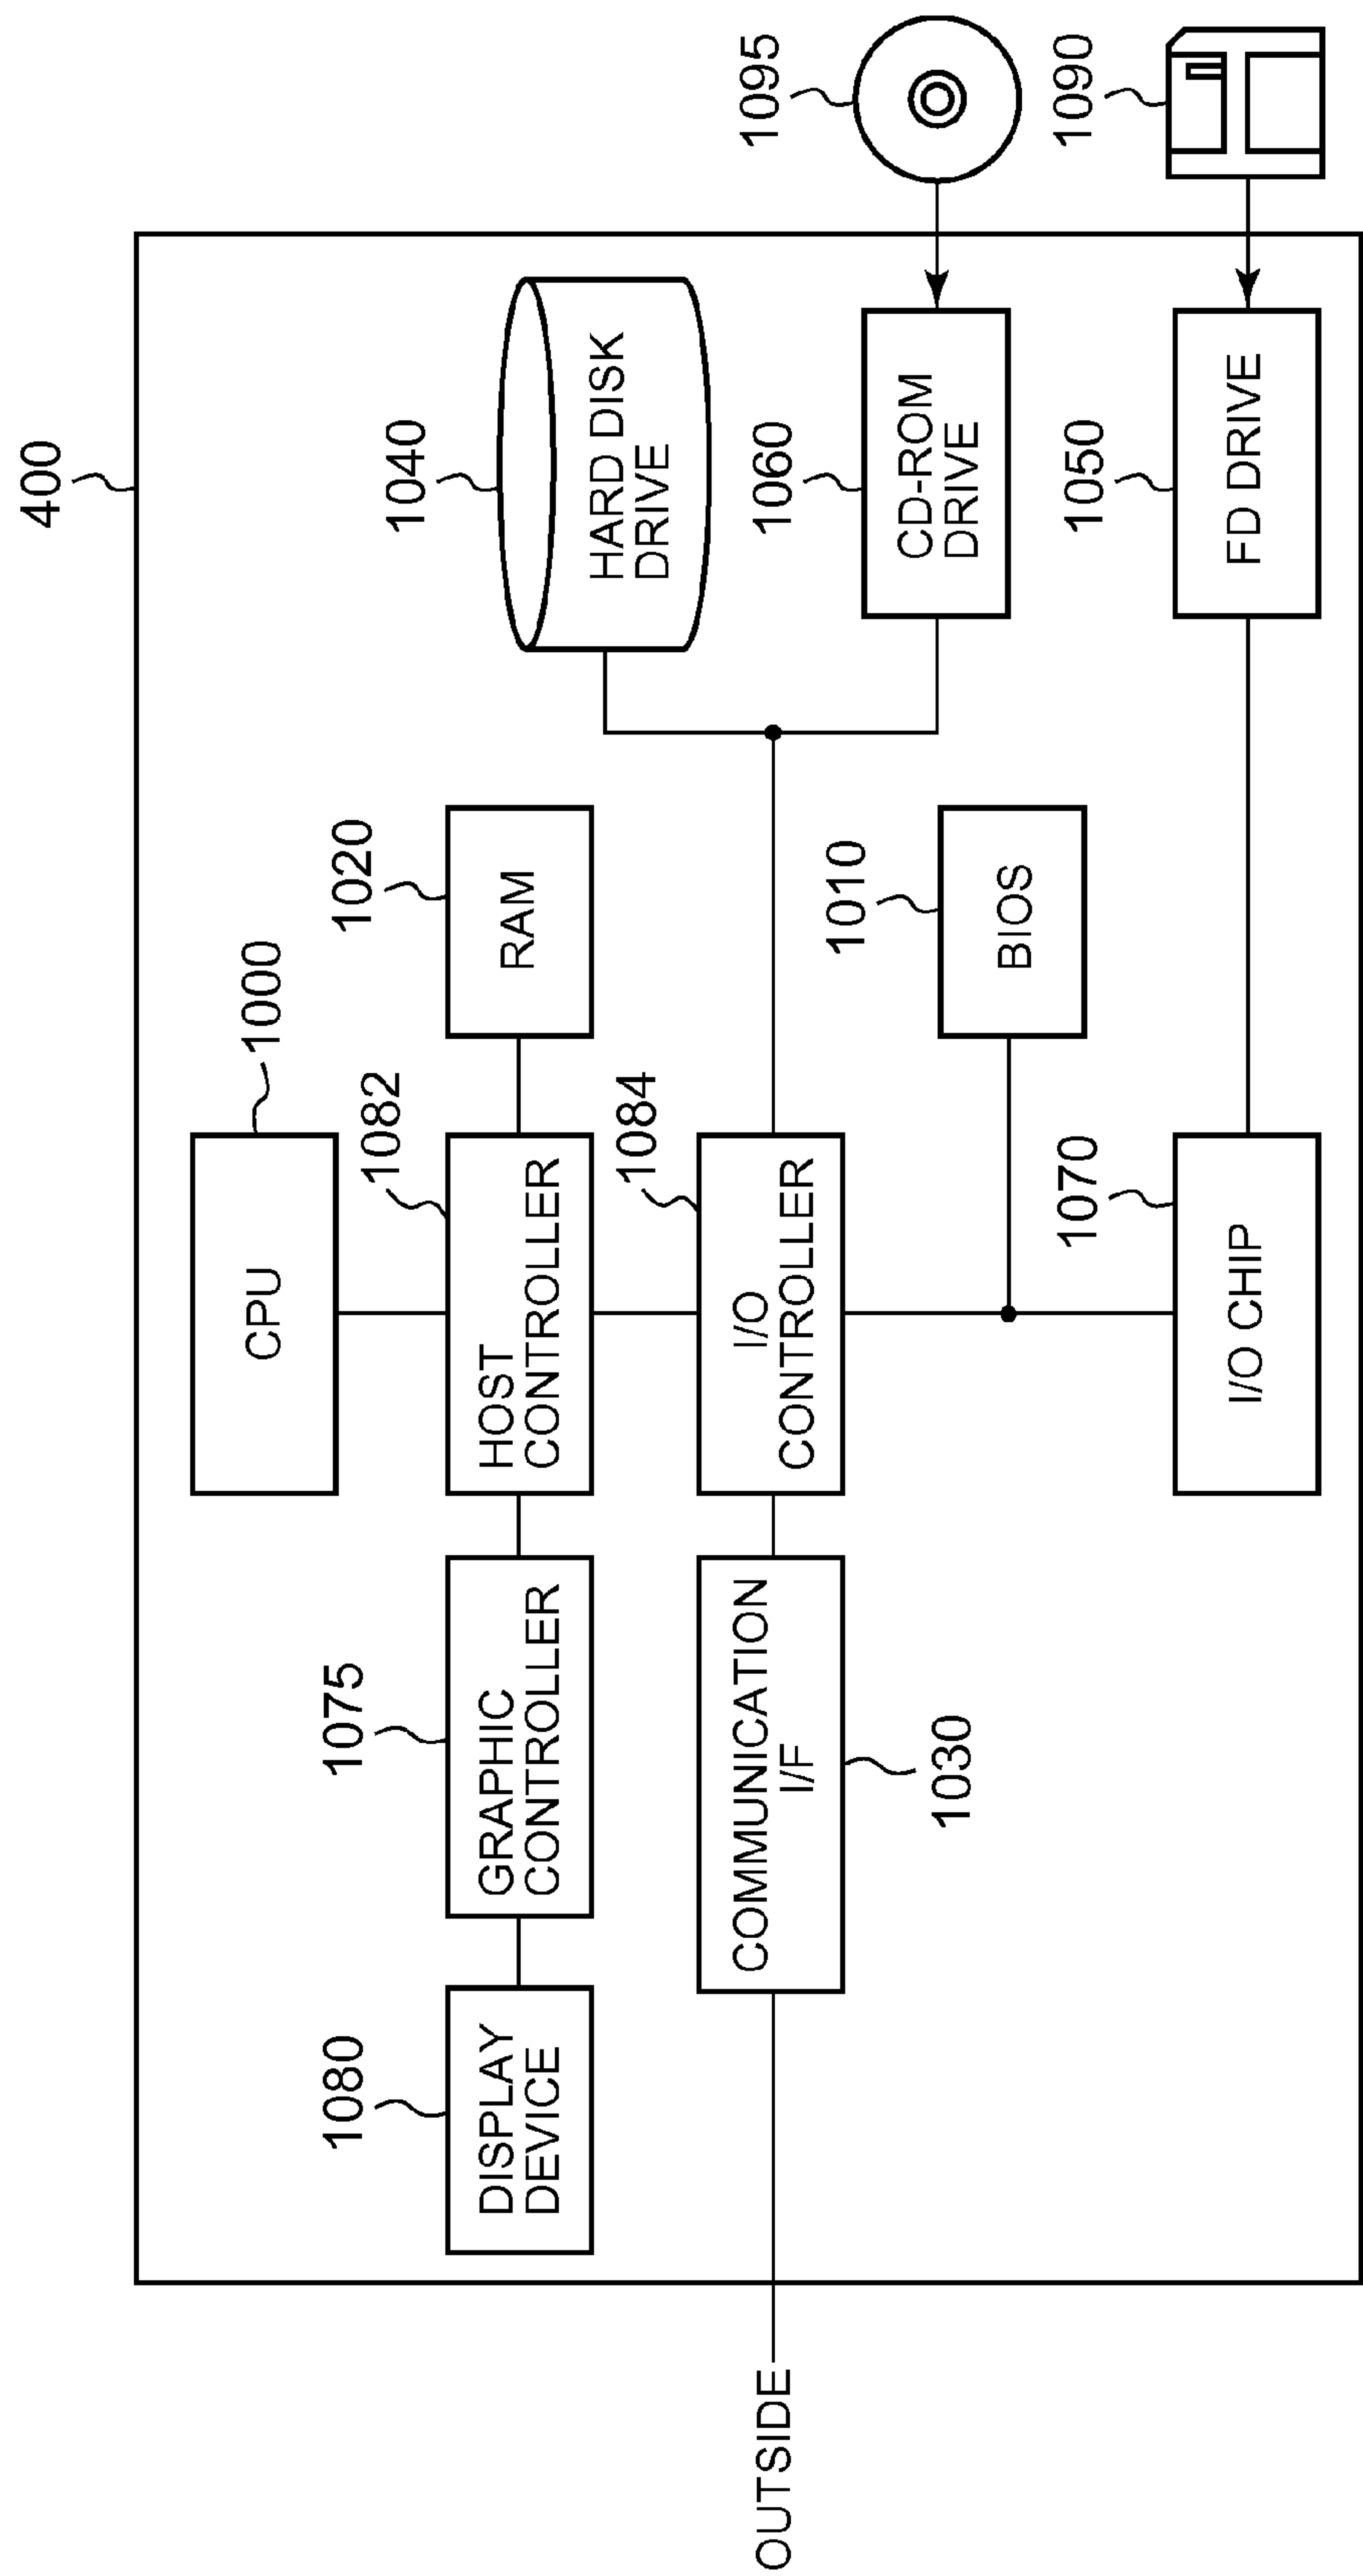 400
1000
CPU
1080
1075
1082
1020
1040
DISPLAY
DEVICE
GRAPHIC
CONTROLLER
HOST
CONTROLLER
RAM
HARD DISK
DRIVE
1084
1095
OUTSIDE
COMMUNICATION
I/F
I/O
CONTROLLER
1030
1010
1060
BIOS
CD-ROM
DRIVE
1070
1050
1090
I/O CHIP
FD DRIVE